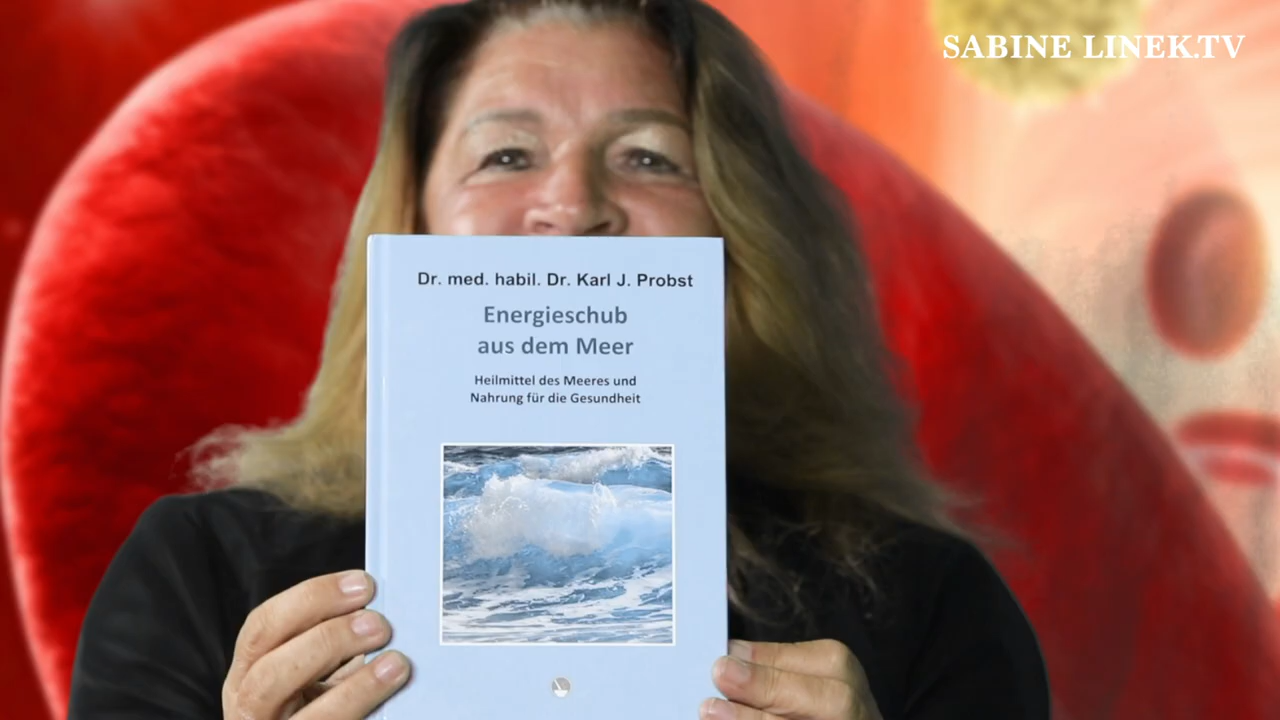 SABINE LINEK.TV
Dr. med. habil. Dr. Karl J. Probst
Energieschub
aus dem Meer
Heilmittel des Meeres und
Nahrung für die Gesundheit